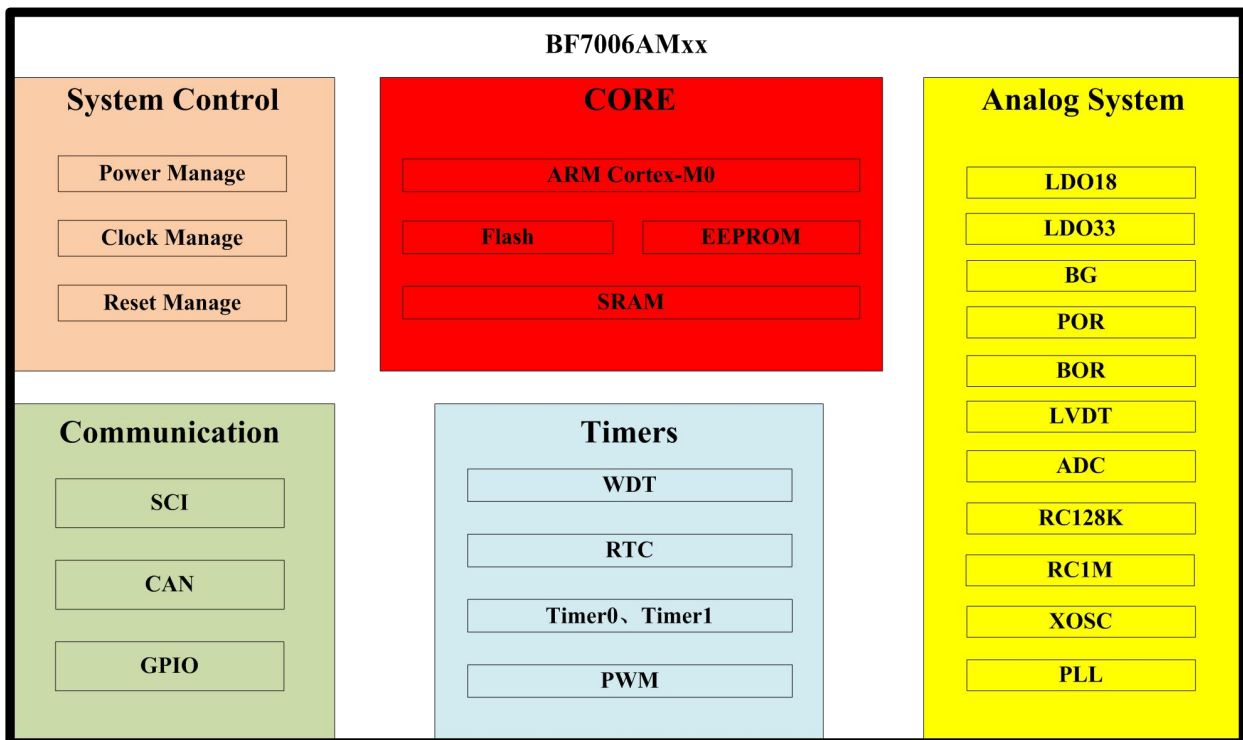 BF7006AMxx
System Control
Power Manage
Clock Manage
Reset Manage
CORE
ARM Cortex-M0
Flash
EEPROM
SRAM
Analog System
LDO18
LDO33
BG
POR
BOR
LVDT
ADC
RC128K
RC1M
XOSC
PLL
Communication
SCI
CAN
GPIO
Timers
WDT
RTC
Timer0、Timer1
PWM